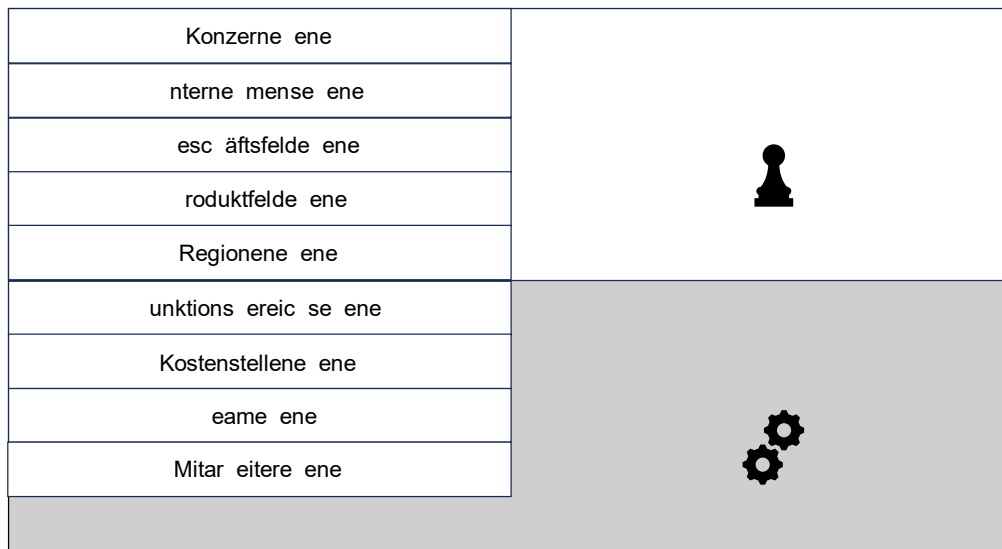 Konzerne ene
nterne mense ene
esc äftsfelde ene
roduktfelde ene
Regionene ene
unktions ereic se ene
Kostenstellene ene
eame ene
Mitar eitere ene